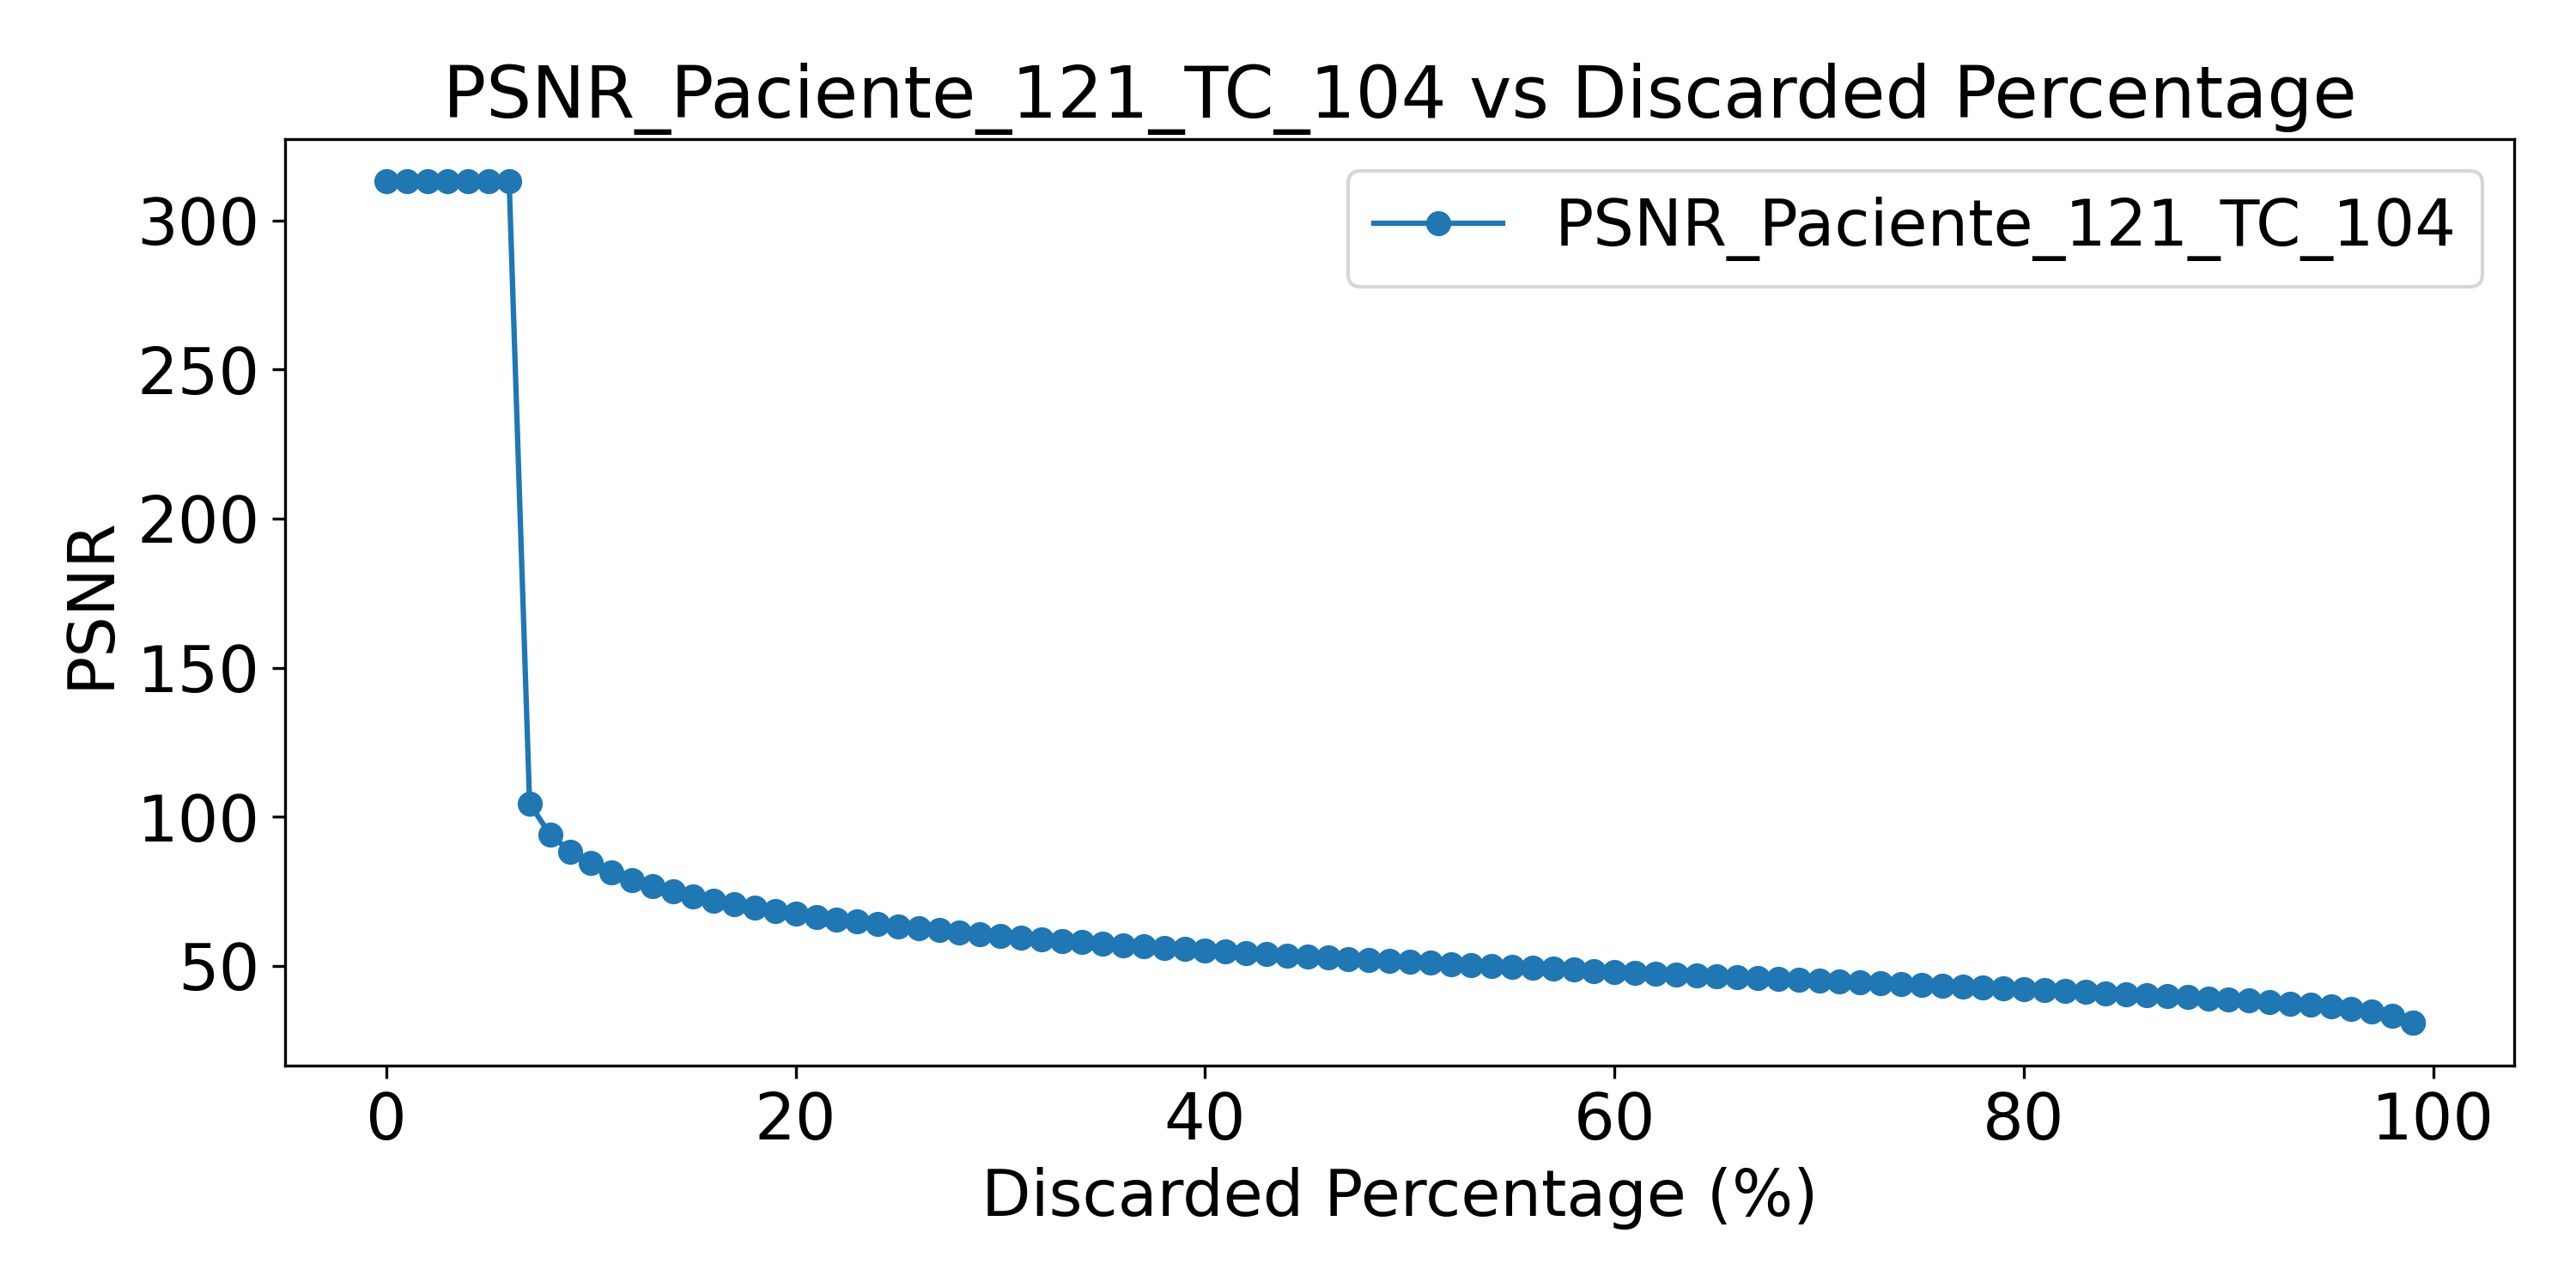 PSNR_Paciente_121_TC_104 vs Discarded Percentage
PSNR_Paciente_121_TC_104
300
250
200
150
100
50
PSNR
0 20 40 60 80 100
Discarded Percentage (%)